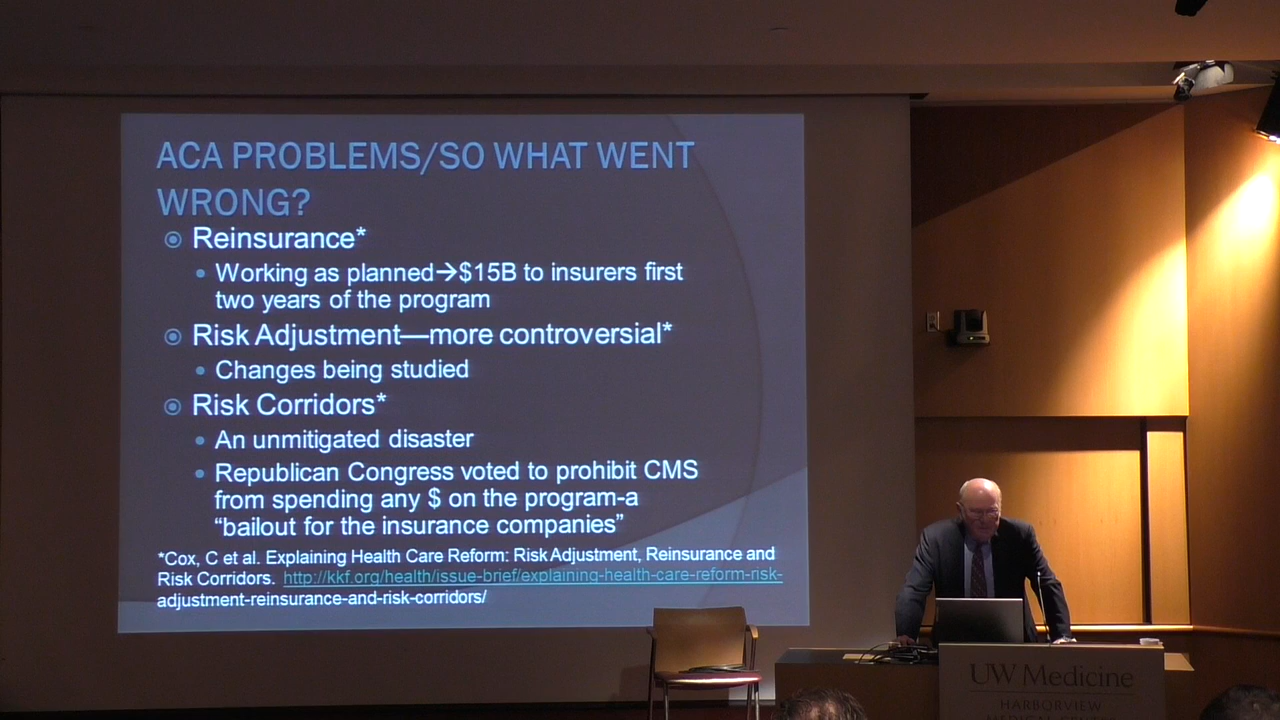 ACA PROBLEMS/SO WHAT WENT
WRONG?
Reinsurance*
Working as planned→$15B to insurers first
two years of the program
Risk Adjustment—more controversial*
Changes being studied
Risk Corridors*
An unmitigated disaster
Republican Congress voted to prohibit CMS
from spending any $ on the program-a
“bailout for the insurance companies”
*Cox, C et al. Explaining Health Care Reform: Risk Adjustment, Reinsurance and
Risk Corridors. http://kkf.org/health/issue-brief/explaining-health-care-reform-risk-
adjustment-reinsurance-and-risk-corridors/
UW Medicine
HARBORVIEW
MEDICAL CENTER